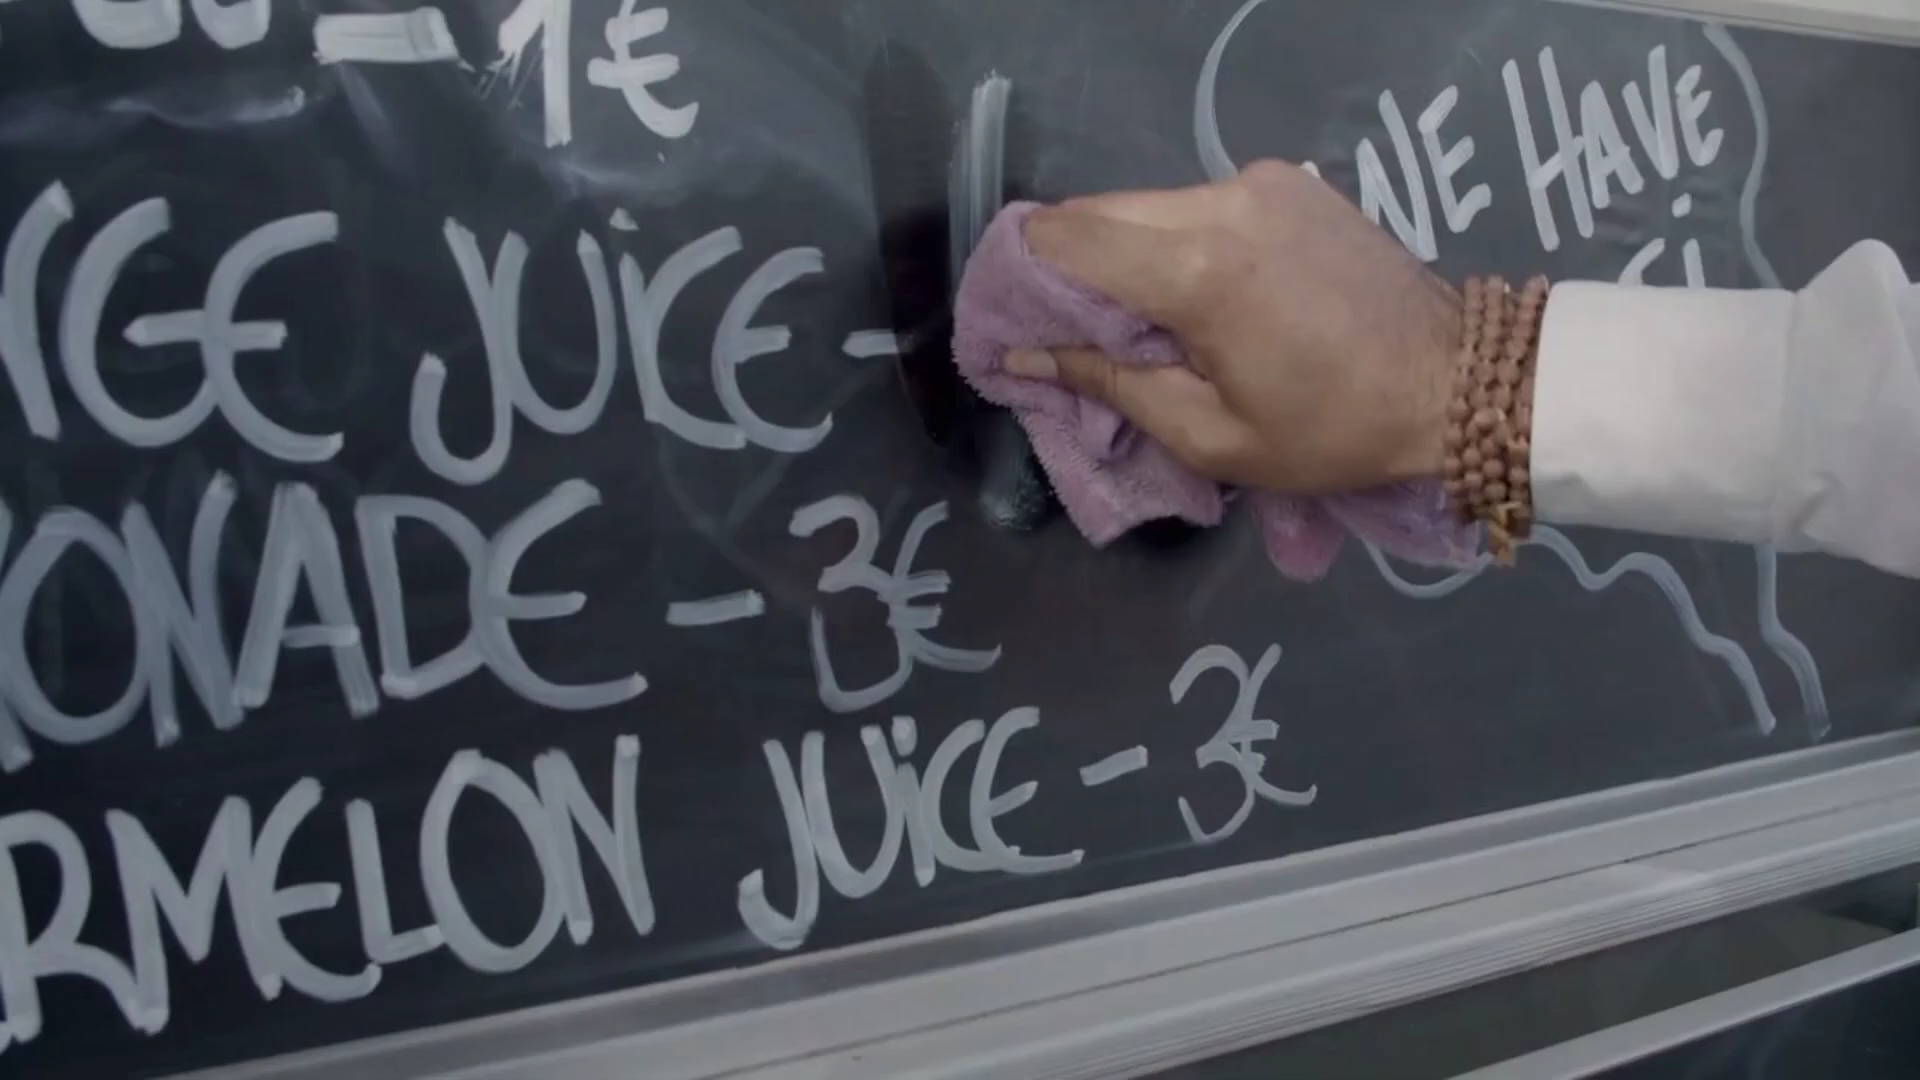 - 1€
NGE JUiCE -
ONADE - 3€
RMELON JUiCE - 3€
WE HAVE